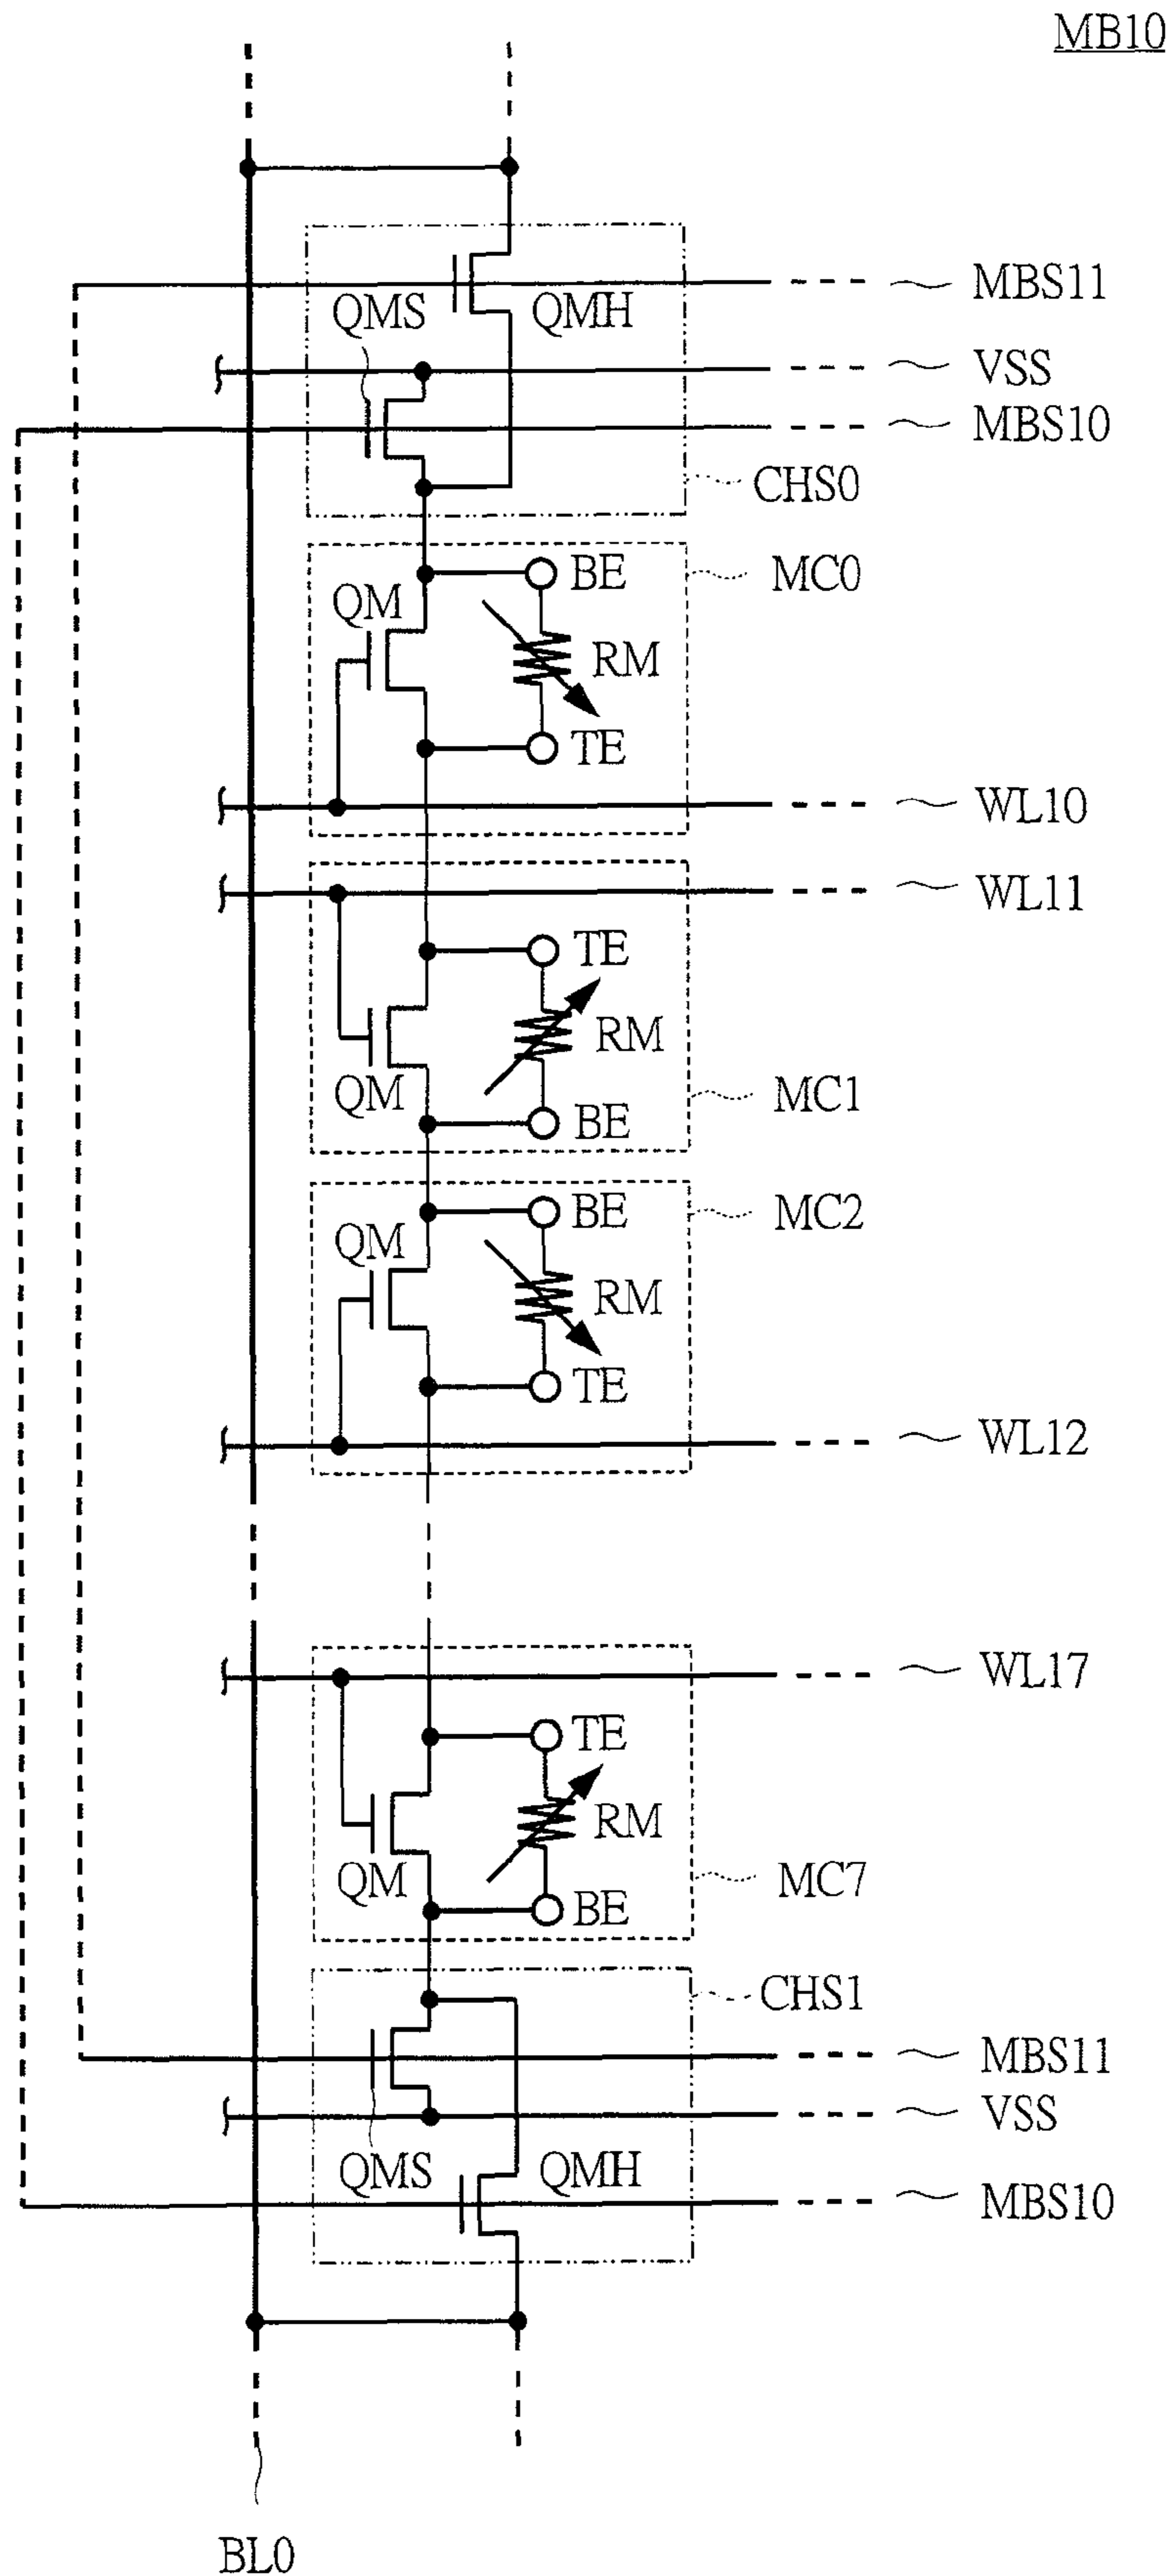 MB10
MBS11
QMS QMH
VSS
MBS10
CHS0
BE MC0
QM
RM
TE
WL10
WL11
TE
RM
QM MC1
BE
BE MC2
QM
RM
TE
WL12
WL17
TE
RM
QM MC7
BE
CHS1
MBS11
VSS
QMS QMH
MBS10
BL0